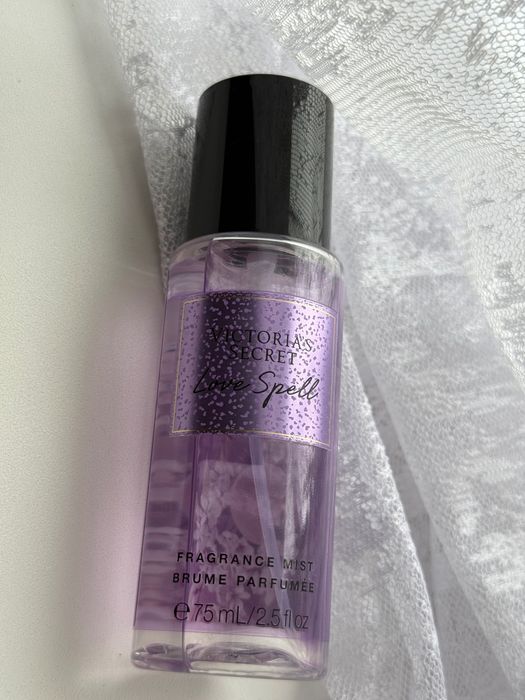 VICTORIA'S
SECRET
Love Spell
FRAGRANCE MIST
BRUME PARFUMÉE
℮ 75 mL/2.5 fl oz